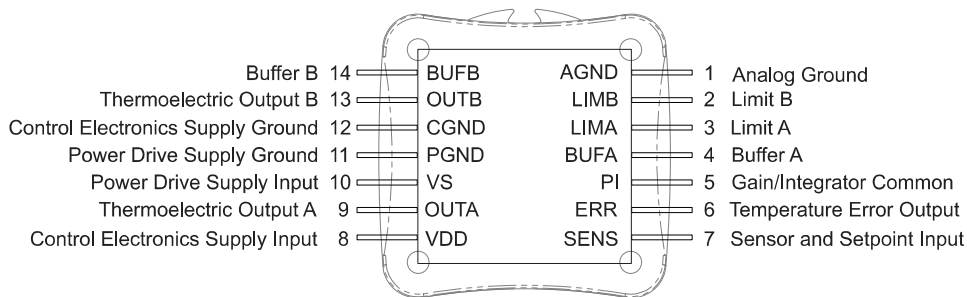 Buffer B 14 BUFB AGND 1 Analog Ground
Thermoelectric Output B 13 OUTB LIMB 2 Limit B
Control Electronics Supply Ground 12 CGND LIMA 3 Limit A
Power Drive Supply Ground 11 PGND BUFA 4 Buffer A
Power Drive Supply Input 10 VS PI 5 Gain/Integrator Common
Thermoelectric Output A 9 OUTA ERR 6 Temperature Error Output
Control Electronics Supply Input 8 VDD SENS 7 Sensor and Setpoint Input